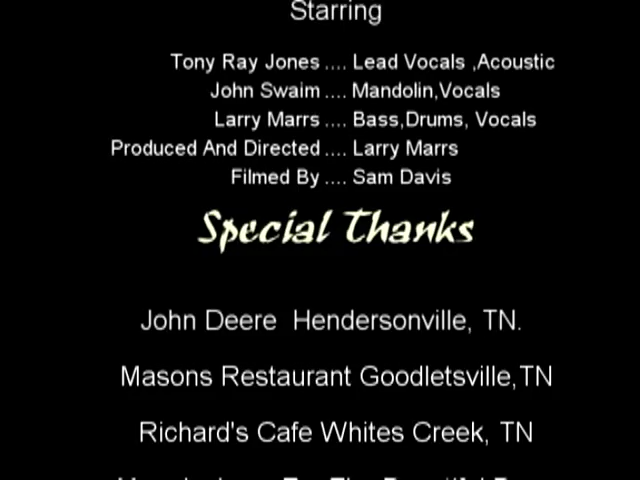 Starring
Tony Ray Jones .... Lead Vocals ,Acoustic
John Swaim .... Mandolin,Vocals
Larry Marrs .... Bass,Drums, Vocals
Produced And Directed .... Larry Marrs
Filmed By .... Sam Davis
Special Thanks
John Deere  Hendersonville, TN.
Masons Restaurant Goodletsville,TN
Richard's Cafe Whites Creek, TN